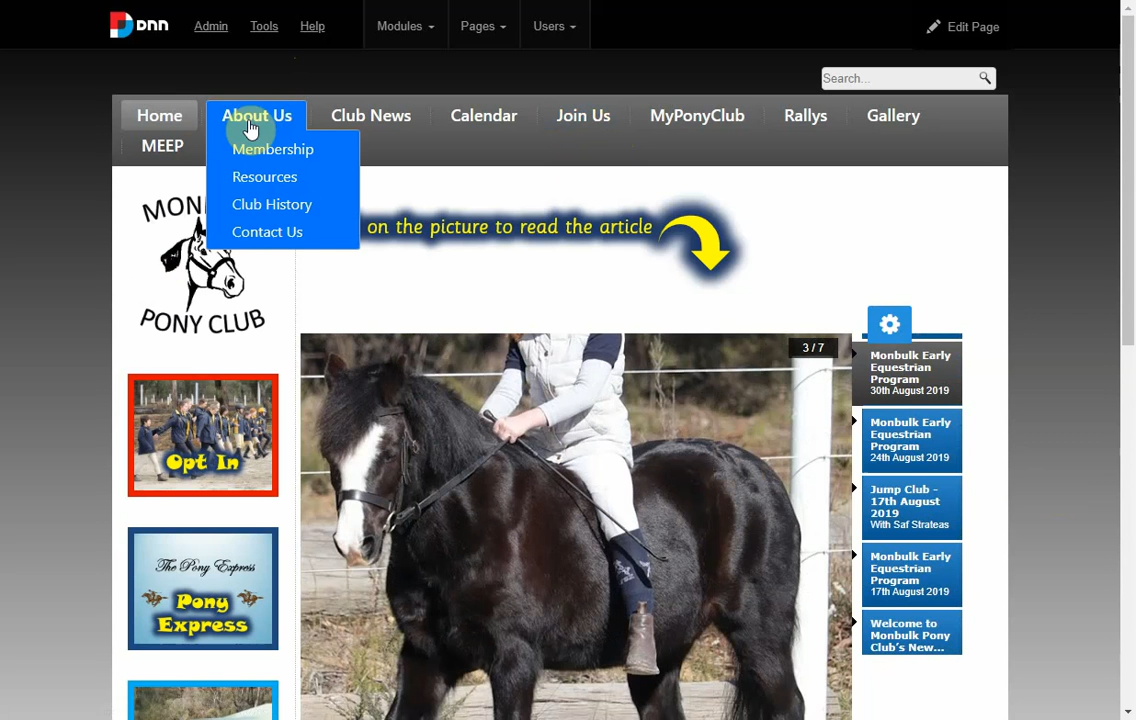 DNN
Admin
Tools
Help
Modules
Pages
Users
Edit Page
Search...
Home
About Us
Club News
Calendar
Join Us
MyPonyClub
Rallys
Gallery
MEEP
Membership
Resources
Club History
Contact Us
PONY CLUB
on the picture to read the article
3 / 7
Monbulk Early
Equestrian
Program
30th August 2019
Monbulk Early
Equestrian
Program
24th August 2019
Jump Club -
17th August
2019
With Saf Strateas
Monbulk Early
Equestrian
Program
17th August 2019
Welcome to
Monbulk Pony
Club's New...
Opt In
The Pony Express
Pony
Express